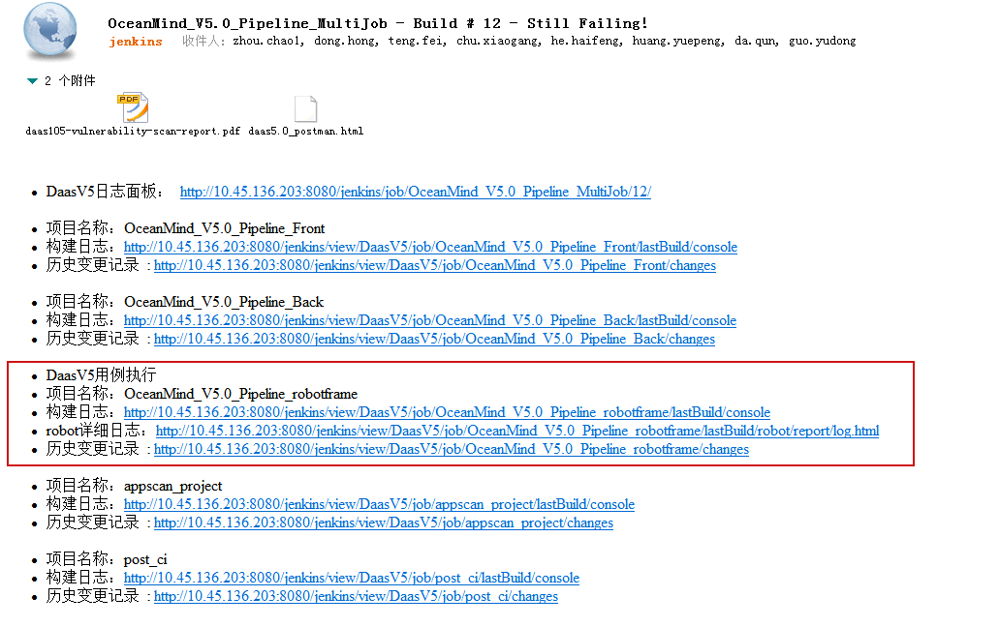 OceanMind_V5.0_Pipeline_MultiJob - Build # 12 - Still Failing!
jenkins 收件人: zhou.chao1, dong.hong, teng.fei, chu.xiaogang, he.haifeng, huang.yuepeng, da.qun, guo.yudong
2 个附件
PDF
daas105-vulnerability-scan-report.pdf daas5.0_postman.html
• DaasV5日志面板： http://10.45.136.203:8080/jenkins/job/OceanMind_V5.0_Pipeline_MultiJob/12/
• 项目名称：OceanMind_V5.0_Pipeline_Front
• 构建日志：http://10.45.136.203:8080/jenkins/view/DaasV5/job/OceanMind_V5.0_Pipeline_Front/lastBuild/console
• 历史变更记录 : http://10.45.136.203:8080/jenkins/view/DaasV5/job/OceanMind_V5.0_Pipeline_Front/changes
• 项目名称：OceanMind_V5.0_Pipeline_Back
• 构建日志：http://10.45.136.203:8080/jenkins/view/DaasV5/job/OceanMind_V5.0_Pipeline_Back/lastBuild/console
• 历史变更记录 : http://10.45.136.203:8080/jenkins/view/DaasV5/job/OceanMind_V5.0_Pipeline_Back/changes
• DaasV5用例执行
• 项目名称：OceanMind_V5.0_Pipeline_robotframe
• 构建日志：http://10.45.136.203:8080/jenkins/view/DaasV5/job/OceanMind_V5.0_Pipeline_robotframe/lastBuild/console
• robot详细日志：http://10.45.136.203:8080/jenkins/view/DaasV5/job/OceanMind_V5.0_Pipeline_robotframe/lastBuild/robot/report/log.html
• 历史变更记录 : http://10.45.136.203:8080/jenkins/view/DaasV5/job/OceanMind_V5.0_Pipeline_robotframe/changes
• 项目名称：appscan_project
• 构建日志：http://10.45.136.203:8080/jenkins/view/DaasV5/job/appscan_project/lastBuild/console
• 历史变更记录 : http://10.45.136.203:8080/jenkins/view/DaasV5/job/appscan_project/changes
• 项目名称：post_ci
• 构建日志：http://10.45.136.203:8080/jenkins/view/DaasV5/job/post_ci/lastBuild/console
• 历史变更记录 : http://10.45.136.203:8080/jenkins/view/DaasV5/job/post_ci/changes